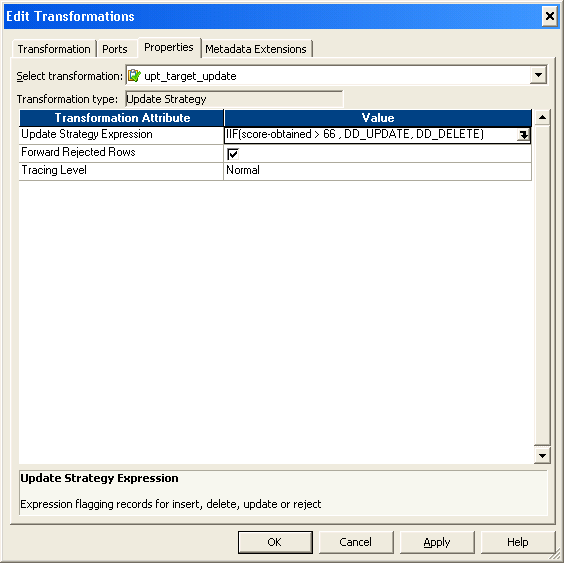 Edit Transformations
Transformation Ports Properties Metadata Extensions
Select transformation: upt_target_update
Transformation type: Update Strategy
Transformation Attribute Value
Update Strategy Expression IIF(score-obtained > 66 , DD_UPDATE, DD_DELETE)
Forward Rejected Rows
Tracing Level Normal
Update Strategy Expression
Expression flagging records for insert, delete, update or reject
OK Cancel Apply Help